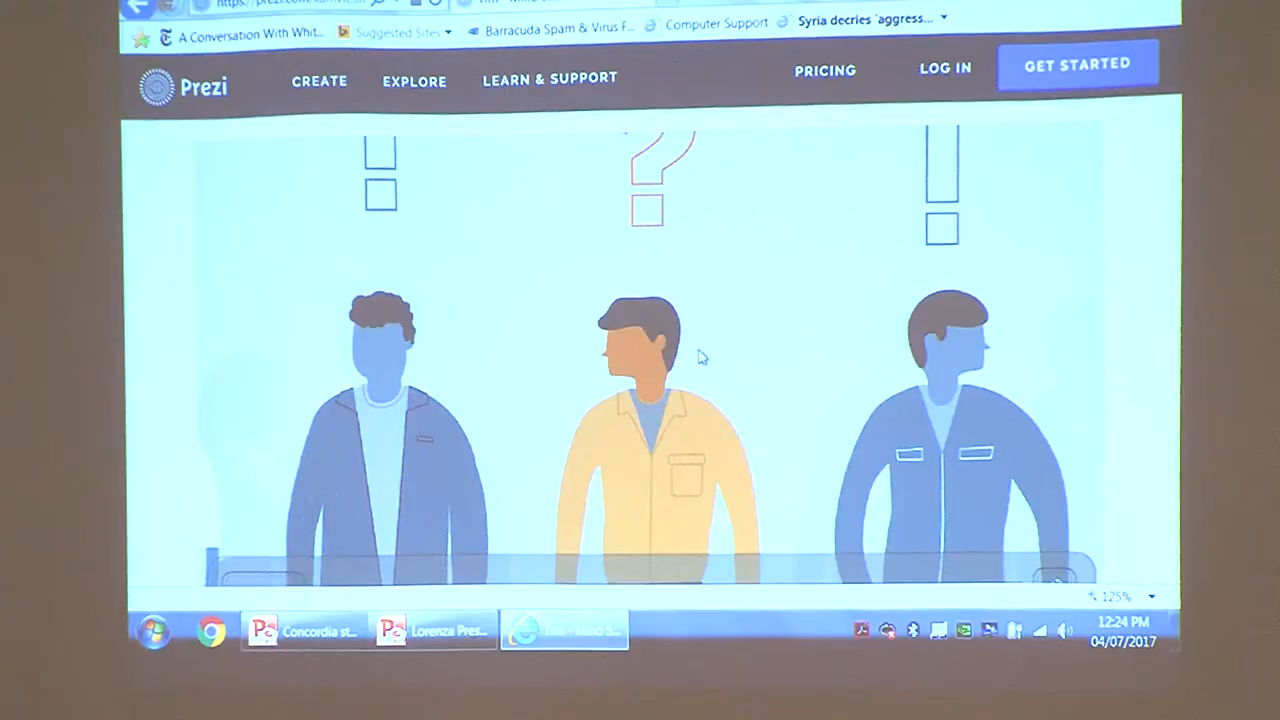 A Conversation With Whit... Suggested Sites Barracuda Spam & Virus F... Computer Support Syria decries 'aggress...
Prezi CREATE EXPLORE LEARN & SUPPORT PRICING LOG IN GET STARTED
! ? !
125%
Concordia st... Lorenza Pres...
12:24 PM
04/07/2017